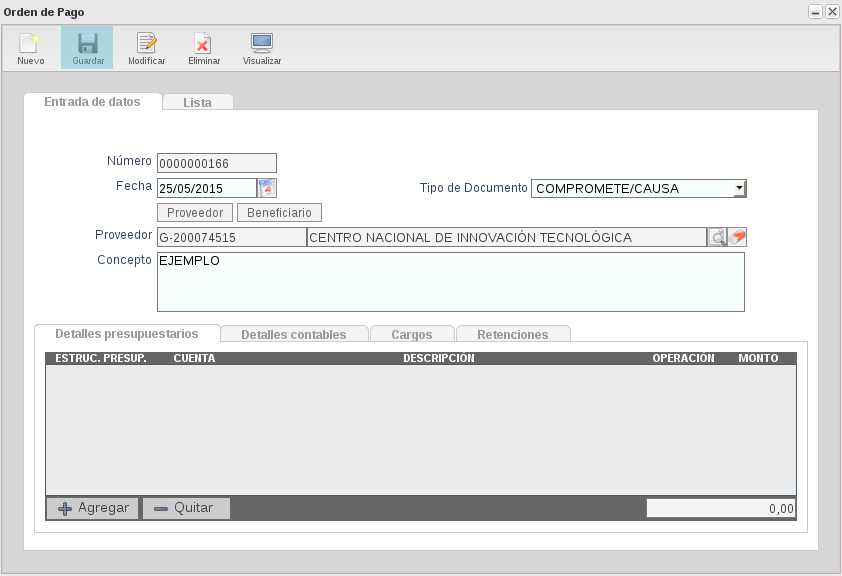 Orden de Pago
Nuevo Guardar Modificar Eliminar Visualizar
Entrada de datos Lista
Número 0000000166
Fecha 25/05/2015 Tipo de Documento COMPROMETE/CAUSA
Proveedor Beneficiario
Proveedor G-200074515 CENTRO NACIONAL DE INNOVACIÓN TECNOLÓGICA
Concepto EJEMPLO
Detalles presupuestarios Detalles contables Cargos Retenciones
ESTRUC. PRESUP. CUENTA DESCRIPCIÓN OPERACIÓN MONTO
Agregar Quitar 0,00